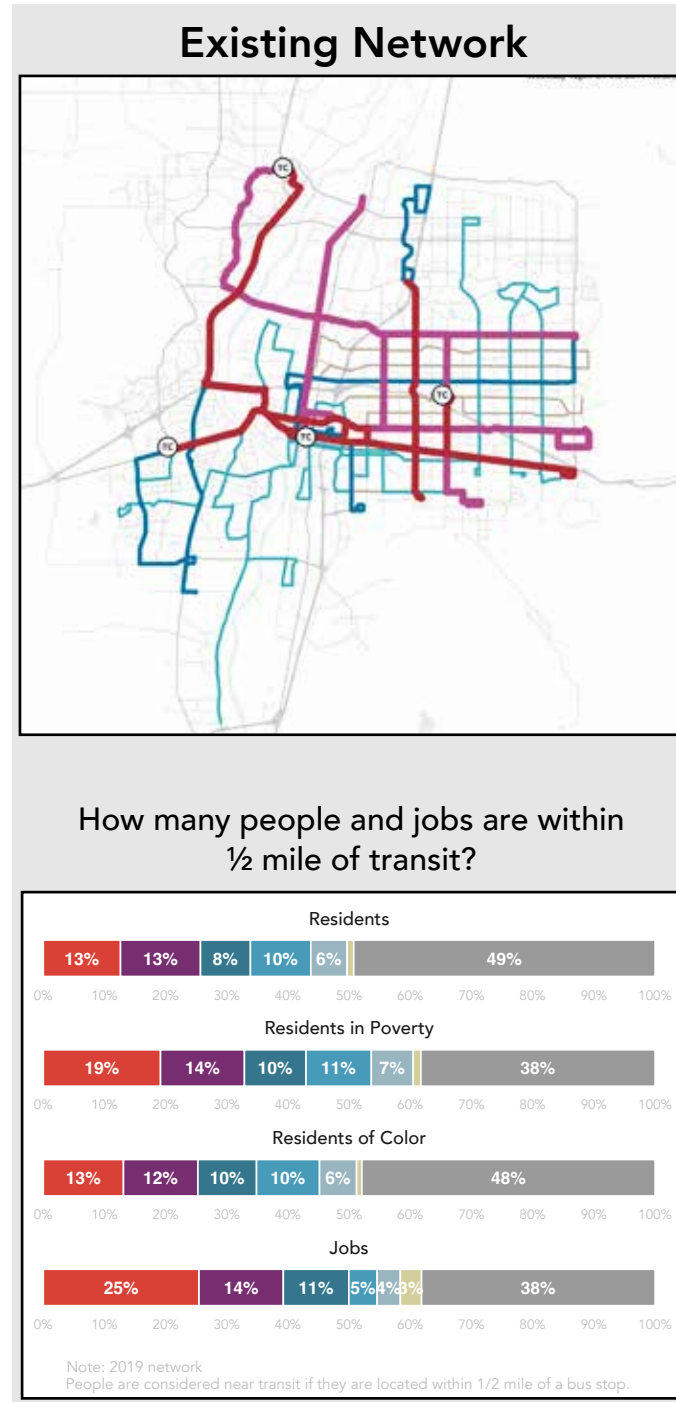 Existing Network
TC
TC
TC
TC
How many people and jobs are within
½ mile of transit?
Residents
13% 13% 8% 10% 6% 49%
0% 10% 20% 30% 40% 50% 60% 70% 80% 90% 100%
Residents in Poverty
19% 14% 10% 11% 7% 38%
0% 10% 20% 30% 40% 50% 60% 70% 80% 90% 100%
Residents of Color
13% 12% 10% 10% 6% 48%
0% 10% 20% 30% 40% 50% 60% 70% 80% 90% 100%
Jobs
25% 14% 11% 5% 4% 3% 38%
0% 10% 20% 30% 40% 50% 60% 70% 80% 90% 100%
Note: 2019 network
People are considered near transit if they are located within 1/2 mile of a bus stop.